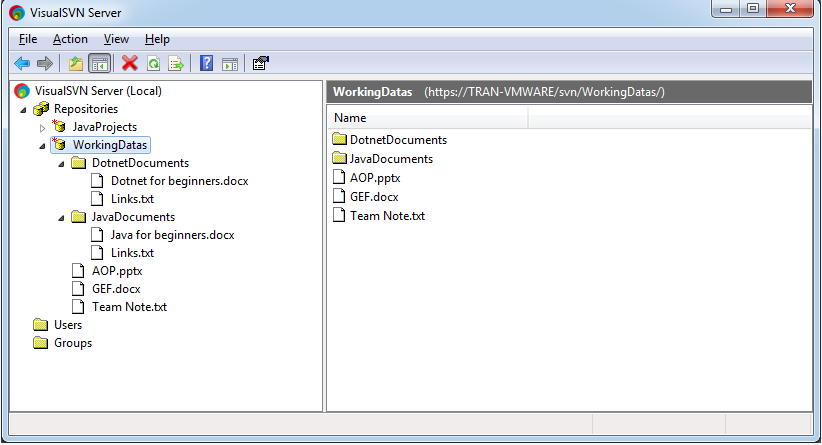 VisualSVN Server
File Action View Help
VisualSVN Server (Local)
Repositories
JavaProjects
WorkingDatas
DotnetDocuments
Dotnet for beginners.docx
Links.txt
JavaDocuments
Java for beginners.docx
Links.txt
AOP.pptx
GEF.docx
Team Note.txt
Users
Groups
WorkingDatas (https://TRAN-VMWARE/svn/WorkingDatas/)
Name
DotnetDocuments
JavaDocuments
AOP.pptx
GEF.docx
Team Note.txt